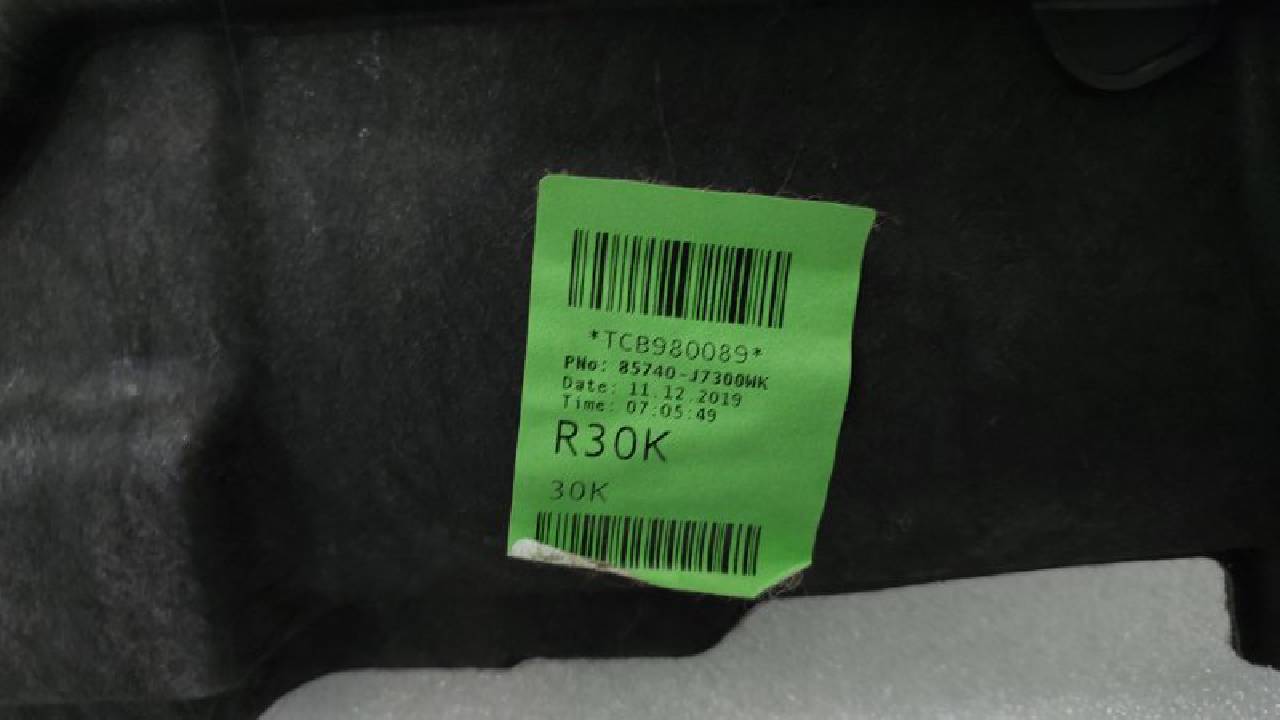 *TCB980089*
PNo: 85740-J7300WK
Date: 11.12.2019
Time: 07:05:49
R30K
30K